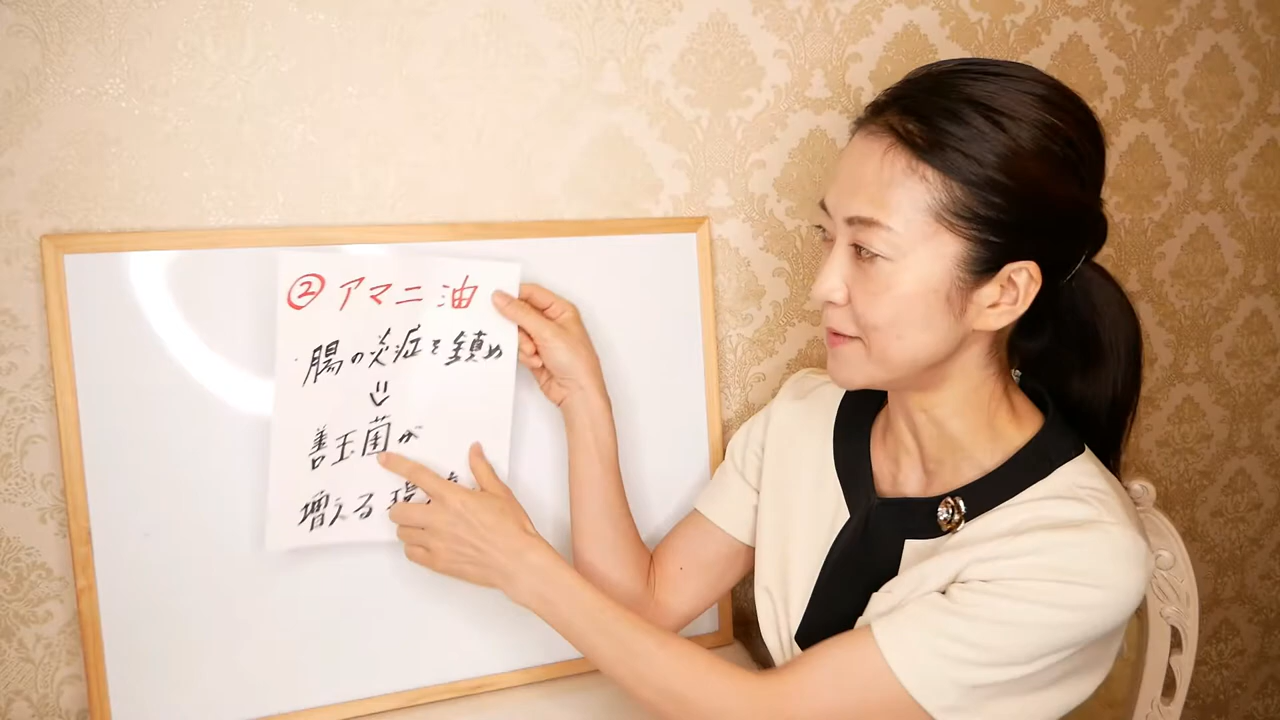 ②アマニ油
腸の炎症を鎮め
善玉菌が
増える